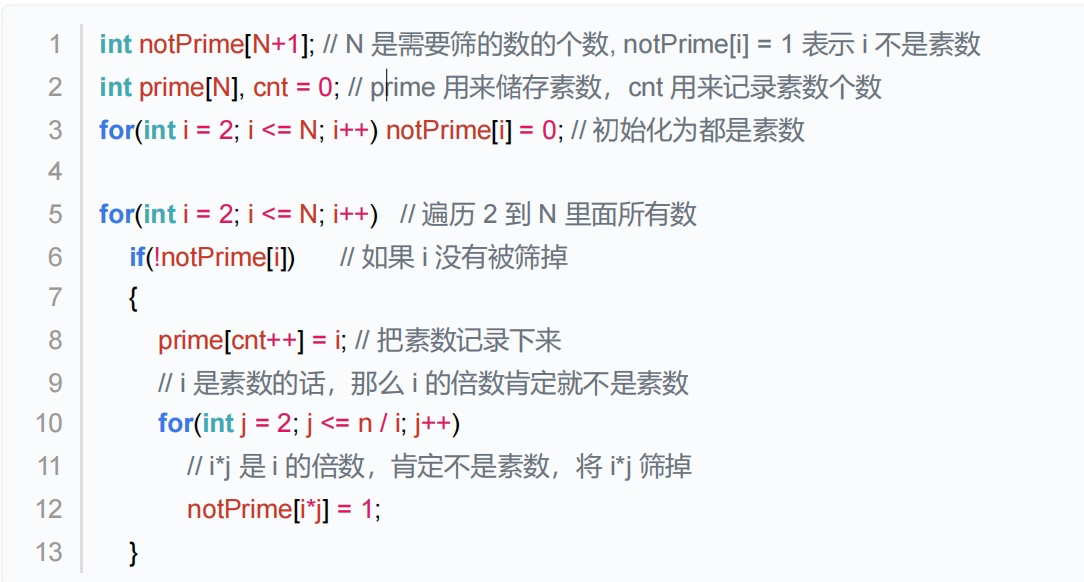 1 int notPrime[N+1]; // N 是需要筛的数的个数, notPrime[i] = 1 表示 i 不是素数
2 int prime[N], cnt = 0; // prime 用来储存素数，cnt 用来记录素数个数
3 for(int i = 2; i <= N; i++) notPrime[i] = 0; // 初始化为都是素数
4
5 for(int i = 2; i <= N; i++) // 遍历 2 到 N 里面所有数
6 if(!notPrime[i]) // 如果 i 没有被筛掉
7 {
8 prime[cnt++] = i; // 把素数记录下来
9 // i 是素数的话，那么 i 的倍数肯定就不是素数
10 for(int j = 2; j <= n / i; j++)
11 // i*j 是 i 的倍数，肯定不是素数，将 i*j 筛掉
12 notPrime[i*j] = 1;
13 }